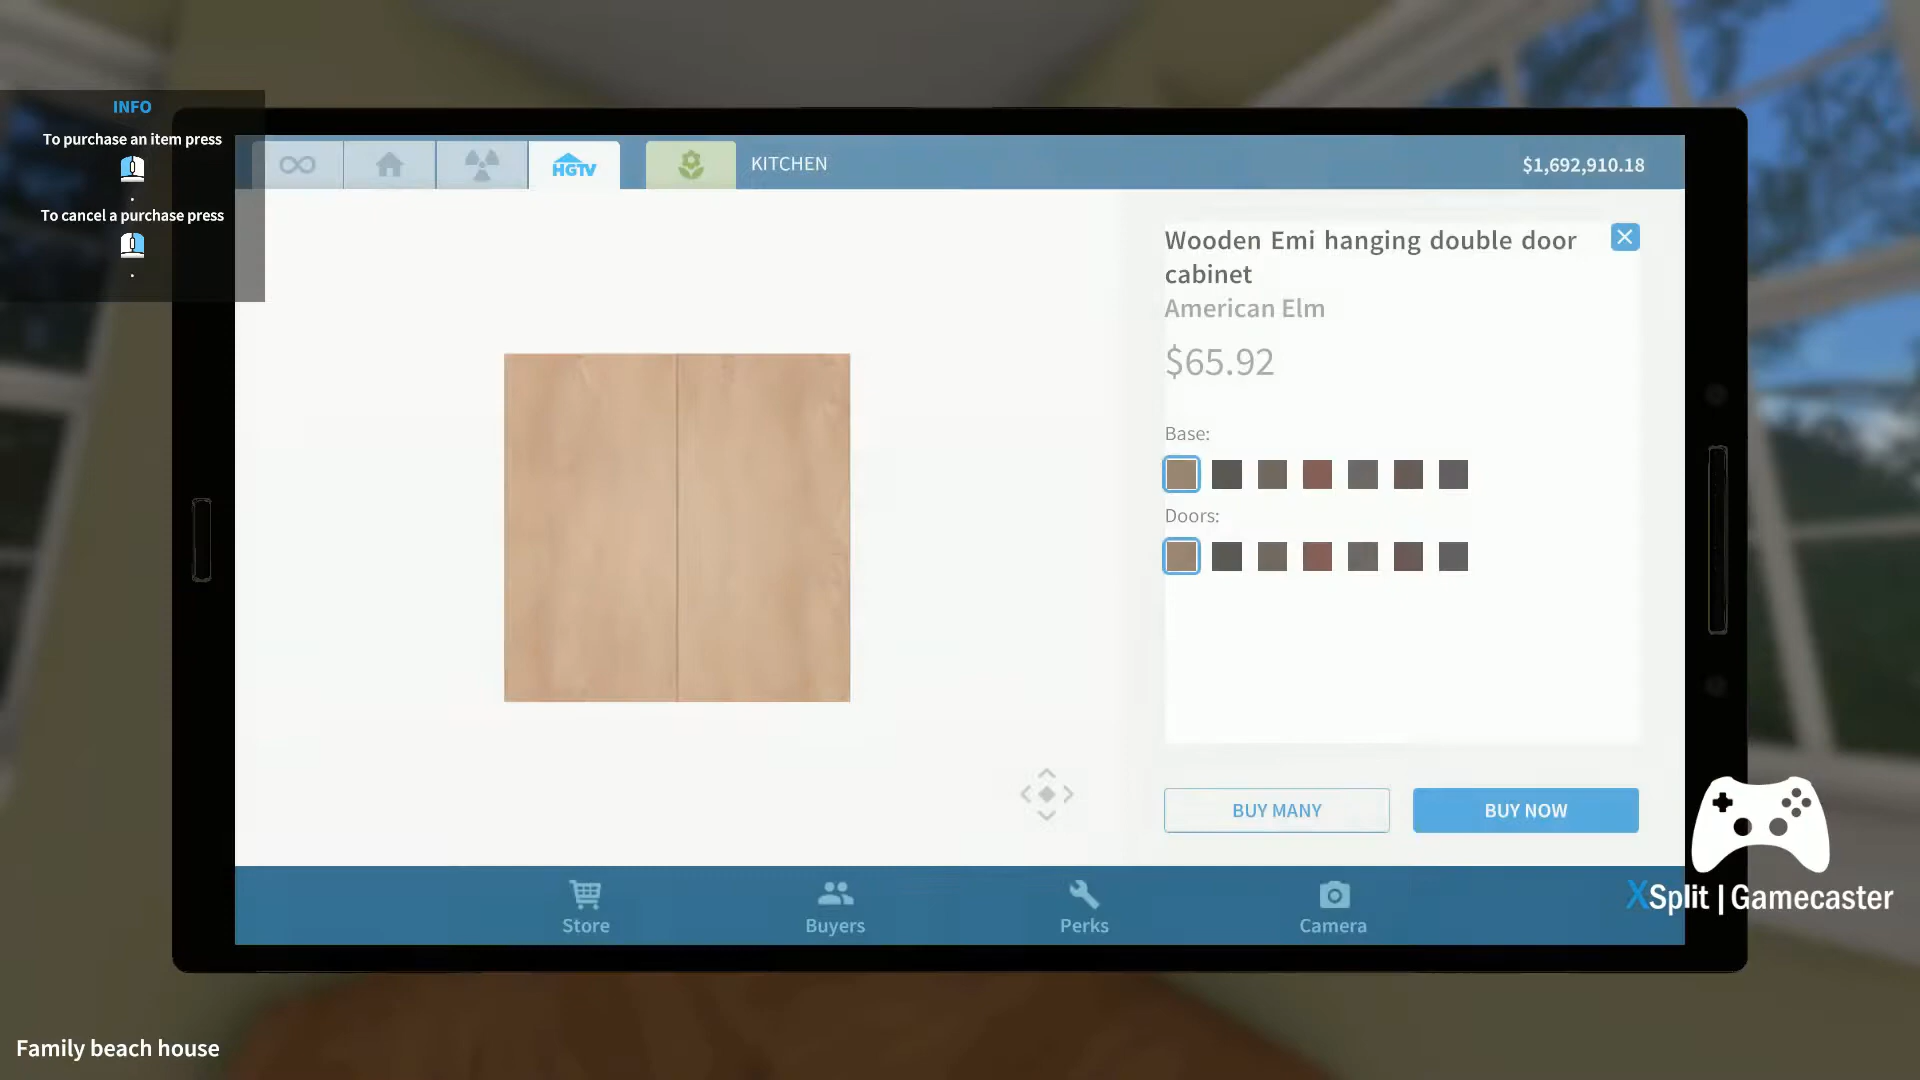 INFO
To purchase an item press
.
To cancel a purchase press
.
HGTV
KITCHEN
$1,692,910.18
Wooden Emi hanging double door
cabinet
American Elm
$65.92
Base:
Doors:
BUY MANY
BUY NOW
Store
Buyers
Perks
Camera
XSplit | Gamecaster
Family beach house